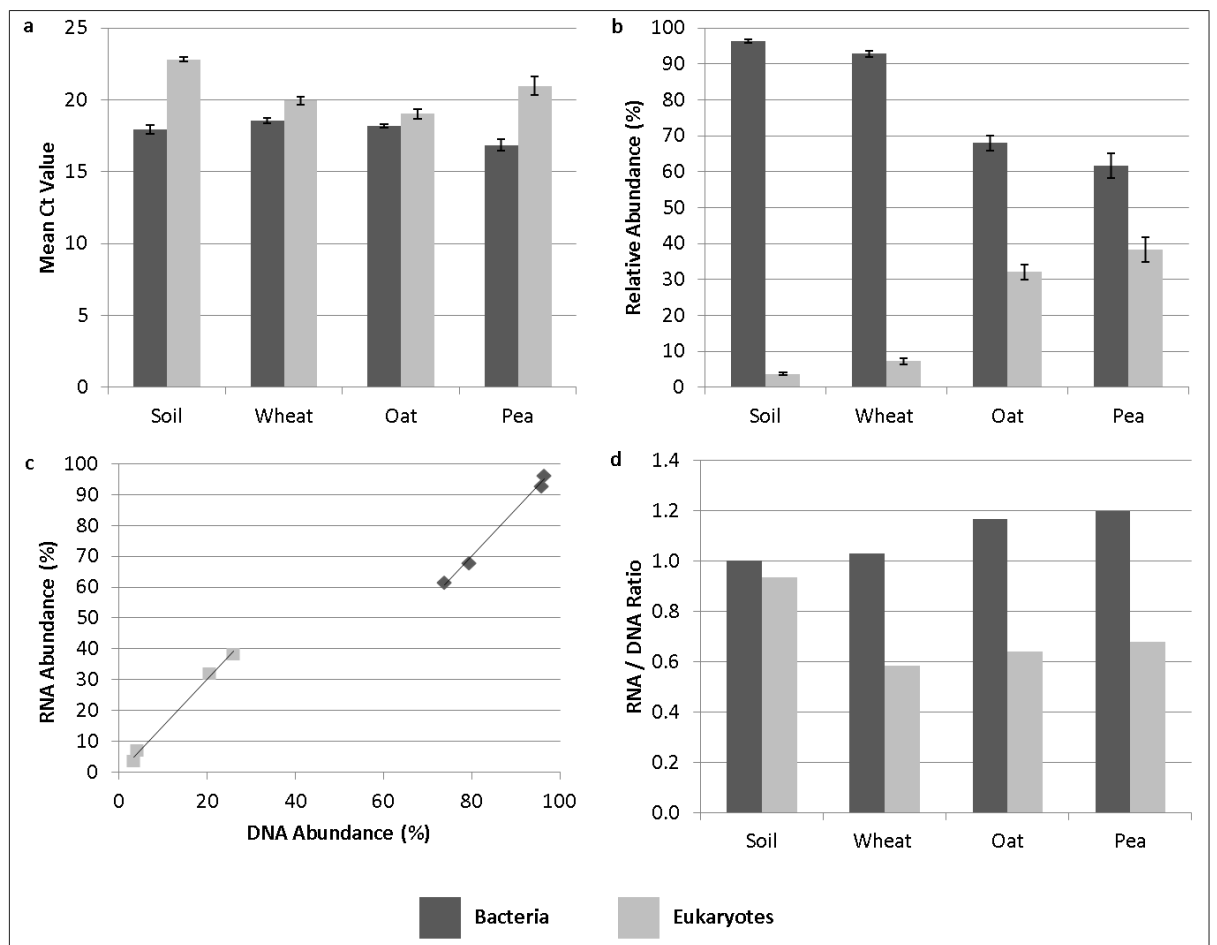 a
25
20
15
10
5
0
Mean Ct Value
Soil Wheat Oat Pea
b
100
90
80
70
60
50
40
30
20
10
0
Relative Abundance (%)
Soil Wheat Oat Pea
c
100
90
80
70
60
50
40
30
20
10
0
RNA Abundance (%)
0 20 40 60 80 100
DNA Abundance (%)
d
1.4
1.2
1.0
0.8
0.6
0.4
0.2
0.0
RNA / DNA Ratio
Soil Wheat Oat Pea
Bacteria Eukaryotes